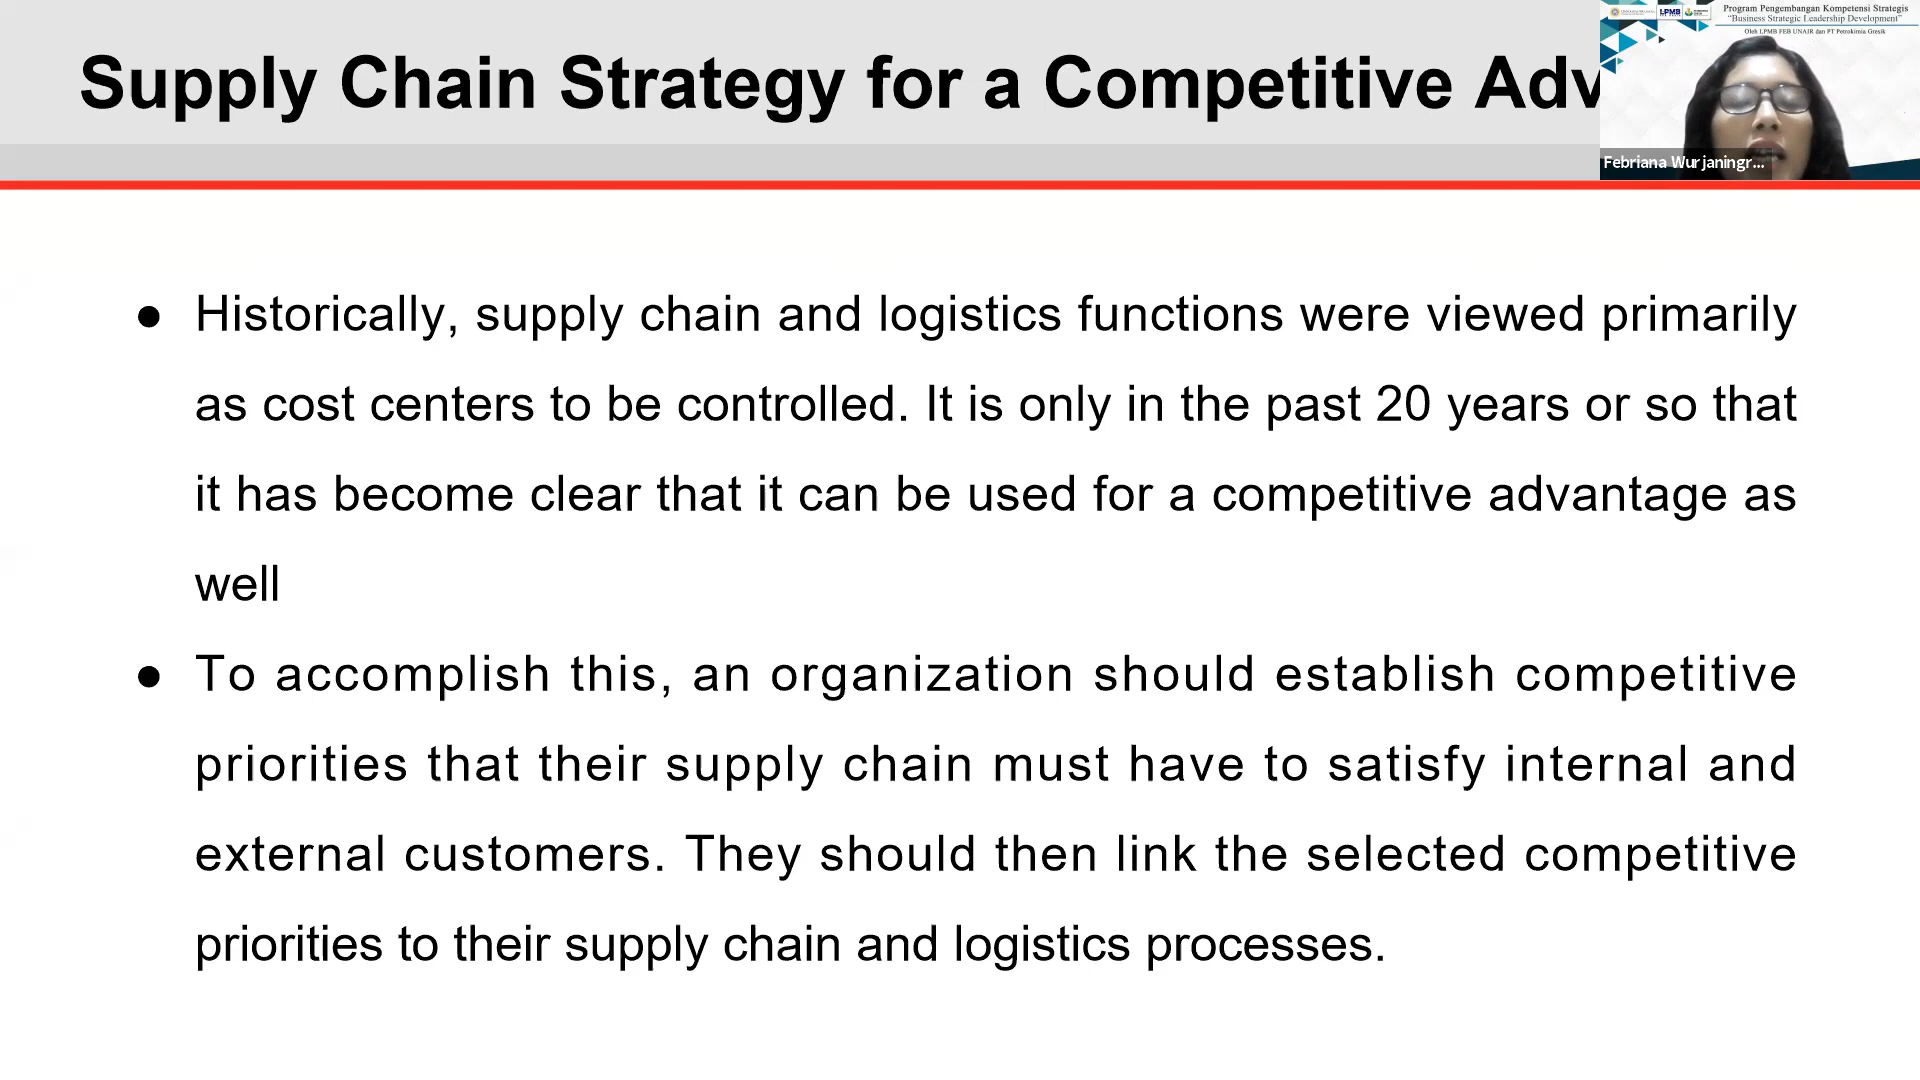 Supply Chain Strategy for a Competitive Adv
LPMB
Program Pengembangan Kompetensi Strategis
"Business Strategic Leadership Development"
Oleh LPMB FEB UNAIR dan PT Petrokimia Gresik
Febriana Wurjaningr...
● Historically, supply chain and logistics functions were viewed primarily
as cost centers to be controlled. It is only in the past 20 years or so that
it has become clear that it can be used for a competitive advantage as
well
● To accomplish this, an organization should establish competitive
priorities that their supply chain must have to satisfy internal and
external customers. They should then link the selected competitive
priorities to their supply chain and logistics processes.